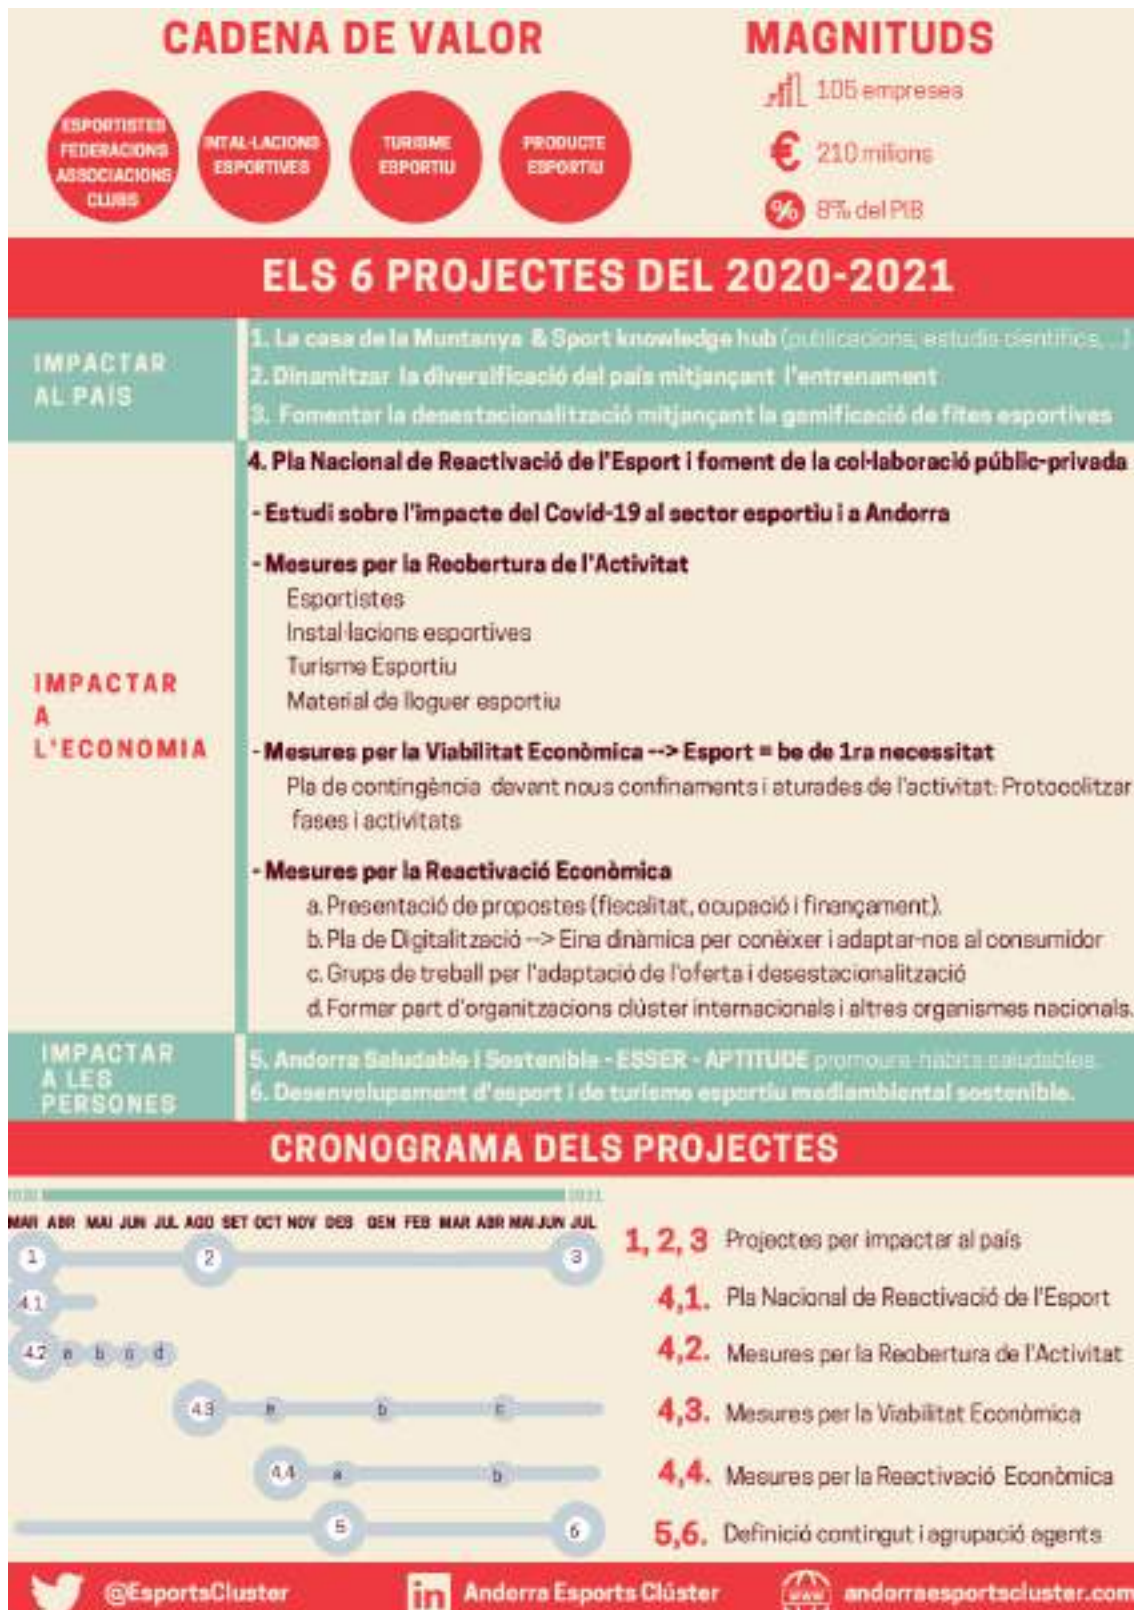 CADENA DE VALOR
MAGNITUDS
ESPORTISTES
FEDERACIONS
ASSOCIACIONS
CLUBS
INTAL·LACIONS
ESPORTIVES
TURISME
ESPORTIU
PRODUCTE
ESPORTIU
105 empreses
€ 210 milions
% 8% del PIB
ELS 6 PROJECTES DEL 2020-2021
IMPACTAR
AL PAÍS
1. La casa de la Muntanya & Sport knowledge hub (publicacions, estudis científics, ...)
2. Dinamitzar la diversificació del país mitjançant l'entrenament
3. Fomentar la desestacionalització mitjançant la gamificació de fites esportives
IMPACTAR
A
L'ECONOMIA
4. Pla Nacional de Reactivació de l'Esport i foment de la col·laboració públic-privada
- Estudi sobre l'impacte del Covid-19 al sector esportiu i a Andorra
- Mesures per la Reobertura de l'Activitat
Esportistes
Instal·lacions esportives
Turisme Esportiu
Material de lloguer esportiu
- Mesures per la Viabilitat Econòmica --> Esport = be de 1ra necessitat
Pla de contingència davant nous confinaments i aturades de l'activitat: Protocolitzar
fases i activitats
- Mesures per la Reactivació Econòmica
a. Presentació de propostes (fiscalitat, ocupació i finançament).
b. Pla de Digitalització --> Eina dinàmica per conèixer i adaptar-nos al consumidor
c. Grups de treball per l'adaptació de l'oferta i desestacionalització
d. Formar part d'organitzacions clúster internacionals i altres organismes nacionals.
IMPACTAR
A LES
PERSONES
5. Andorra Saludable i Sostenible - ESSER - APTITUDE promoure hàbits saludables.
6. Desenvolupament d'esport i de turisme esportiu mediambiental sostenible.
CRONOGRAMA DELS PROJECTES
2020 2021
MAR ABR MAI JUN JUL AGO SET OCT NOV DES GEN FEB MAR ABR MAI JUN JUL
1 2 3
4.1
4.2 a b c d
4.3 a b c
4.4 a b
5 6
1, 2, 3 Projectes per impactar al país
4,1. Pla Nacional de Reactivació de l'Esport
4,2. Mesures per la Reobertura de l'Activitat
4,3. Mesures per la Viabilitat Econòmica
4,4. Mesures per la Reactivació Econòmica
5,6. Definició contingut i agrupació agents
@EsportsCluster
in Andorra Esports Clúster
www andorraesportscluster.com